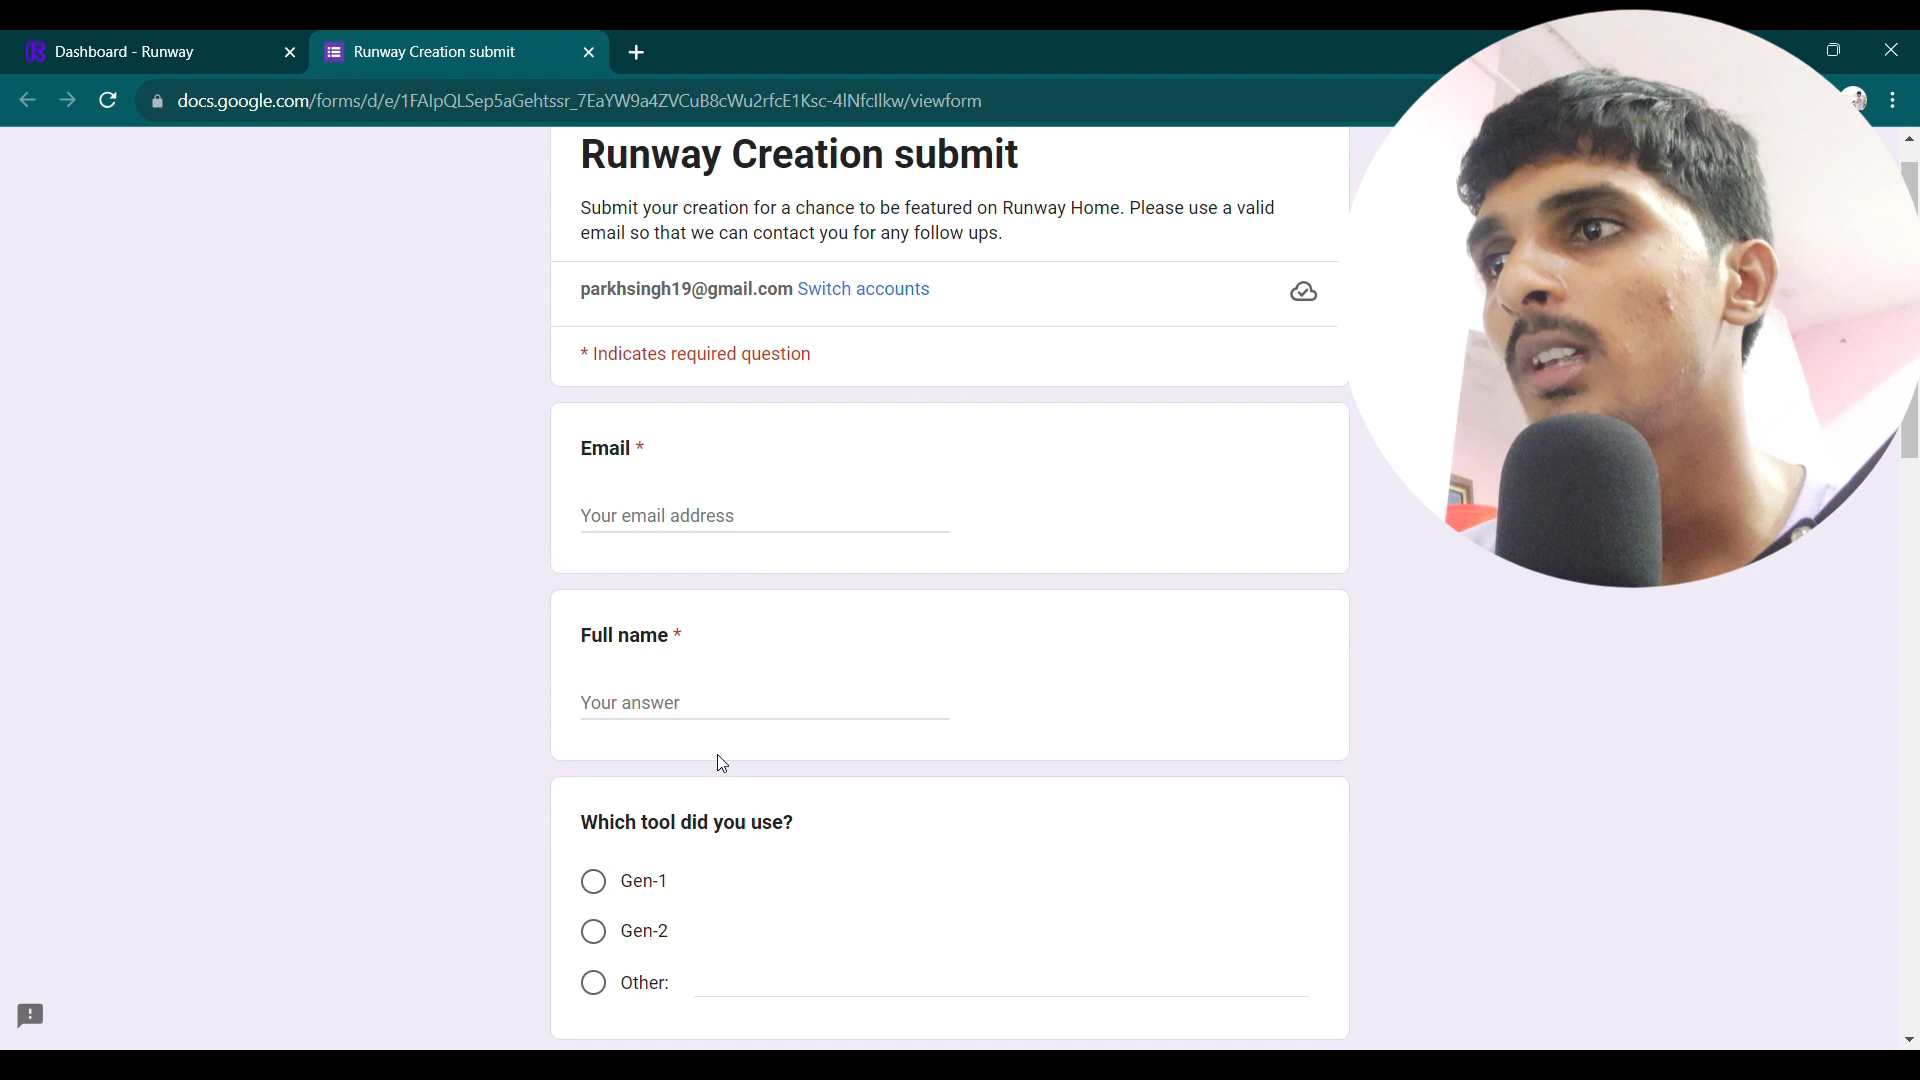 Dashboard - Runway
Runway Creation submit
docs.google.com/forms/d/e/1FAIpQLSep5aGehtssr_7EaYW9a4ZVCuB8cWu2rfcE1Ksc-4lNfcIlkw/viewform
Runway Creation submit
Submit your creation for a chance to be featured on Runway Home. Please use a valid
email so that we can contact you for any follow ups.
parkhsingh19@gmail.com Switch accounts
* Indicates required question
Email *
Your email address
Full name *
Your answer
Which tool did you use?
Gen-1
Gen-2
Other: